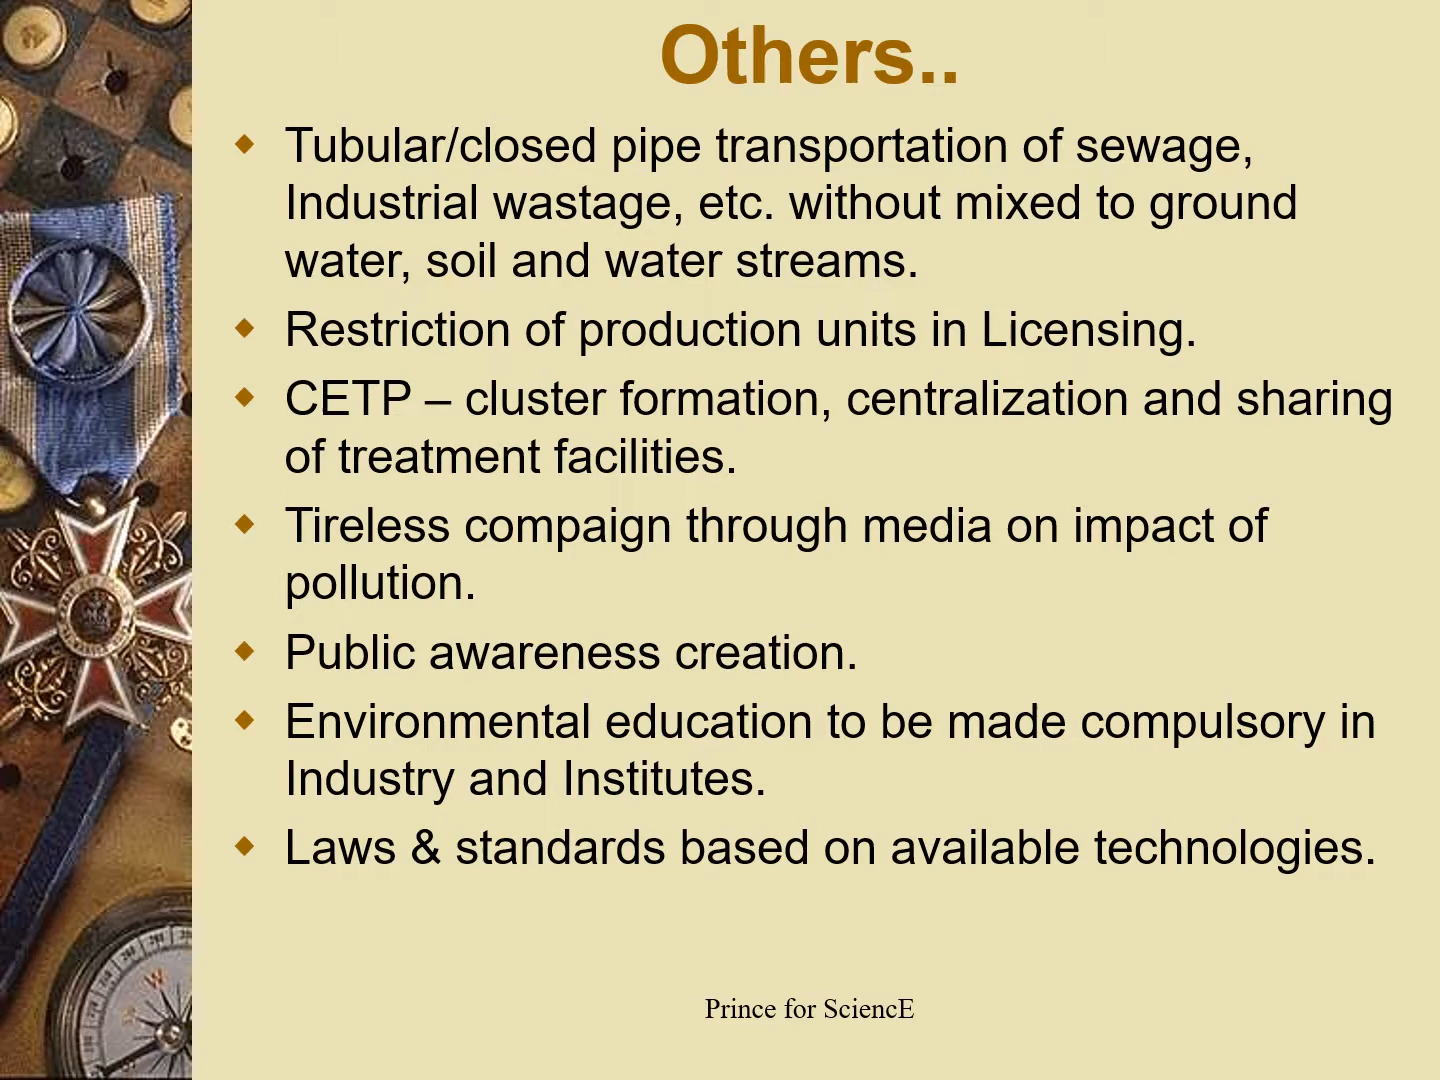 Others..
Tubular/closed pipe transportation of sewage,
Industrial wastage, etc. without mixed to ground
water, soil and water streams.
Restriction of production units in Licensing.
CETP – cluster formation, centralization and sharing
of treatment facilities.
Tireless compaign through media on impact of
pollution.
Public awareness creation.
Environmental education to be made compulsory in
Industry and Institutes.
Laws & standards based on available technologies.
Prince for SciencE